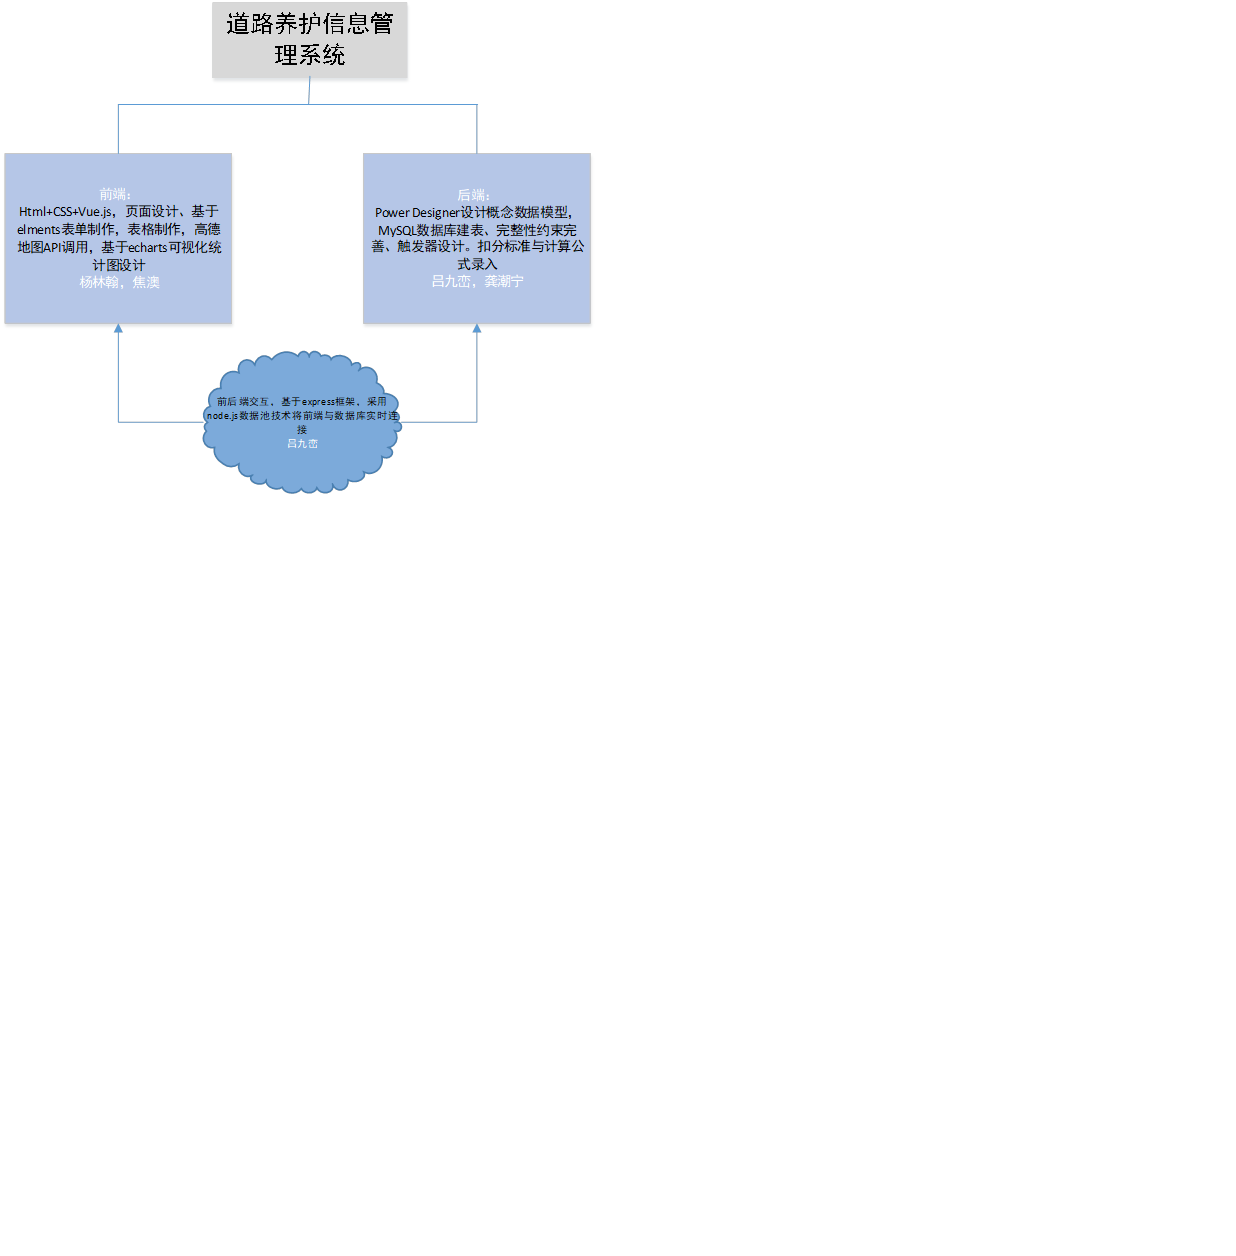 道路养护信息管
理系统
前端：
Html+CSS+Vue.js，页面设计、基于
elments表单制作，表格制作，高德
地图API调用，基于echarts可视化统
计图设计
杨林翰，焦澳
后端：
Power Designer设计概念数据模型，
MySQL数据库建表、完整性约束完
善、触发器设计。扣分标准与计算公
式录入
吕九峦，龚潮宁
前后端交互，基于express框架，采用
node.js数据池技术将前端与数据库实时连
接
吕九峦